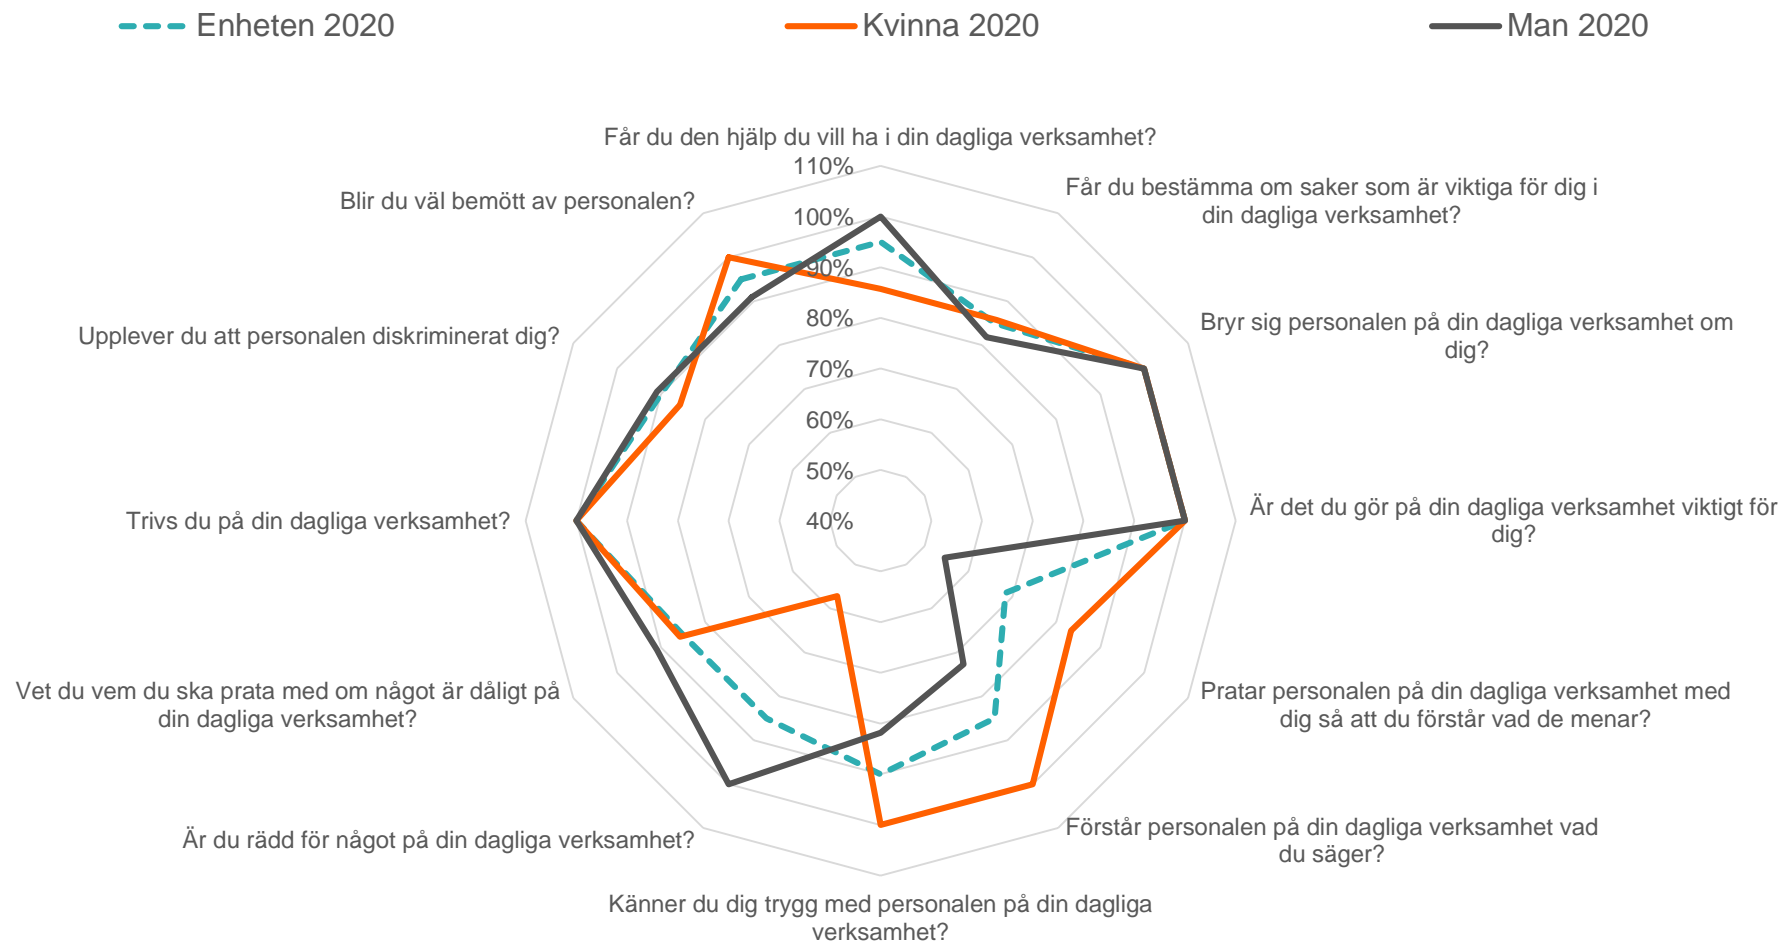 Enheten 2020
Kvinna 2020
Man 2020
Får du den hjälp du vill ha i din dagliga verksamhet?
Får du bestämma om saker som är viktiga för dig i
din dagliga verksamhet?
Bryr sig personalen på din dagliga verksamhet om
dig?
Är det du gör på din dagliga verksamhet viktigt för
dig?
Pratar personalen på din dagliga verksamhet med
dig så att du förstår vad de menar?
Förstår personalen på din dagliga verksamhet vad
du säger?
Känner du dig trygg med personalen på din dagliga
verksamhet?
Är du rädd för något på din dagliga verksamhet?
Vet du vem du ska prata med om något är dåligt på
din dagliga verksamhet?
Trivs du på din dagliga verksamhet?
Upplever du att personalen diskriminerat dig?
Blir du väl bemött av personalen?
110%
100%
90%
80%
70%
60%
50%
40%